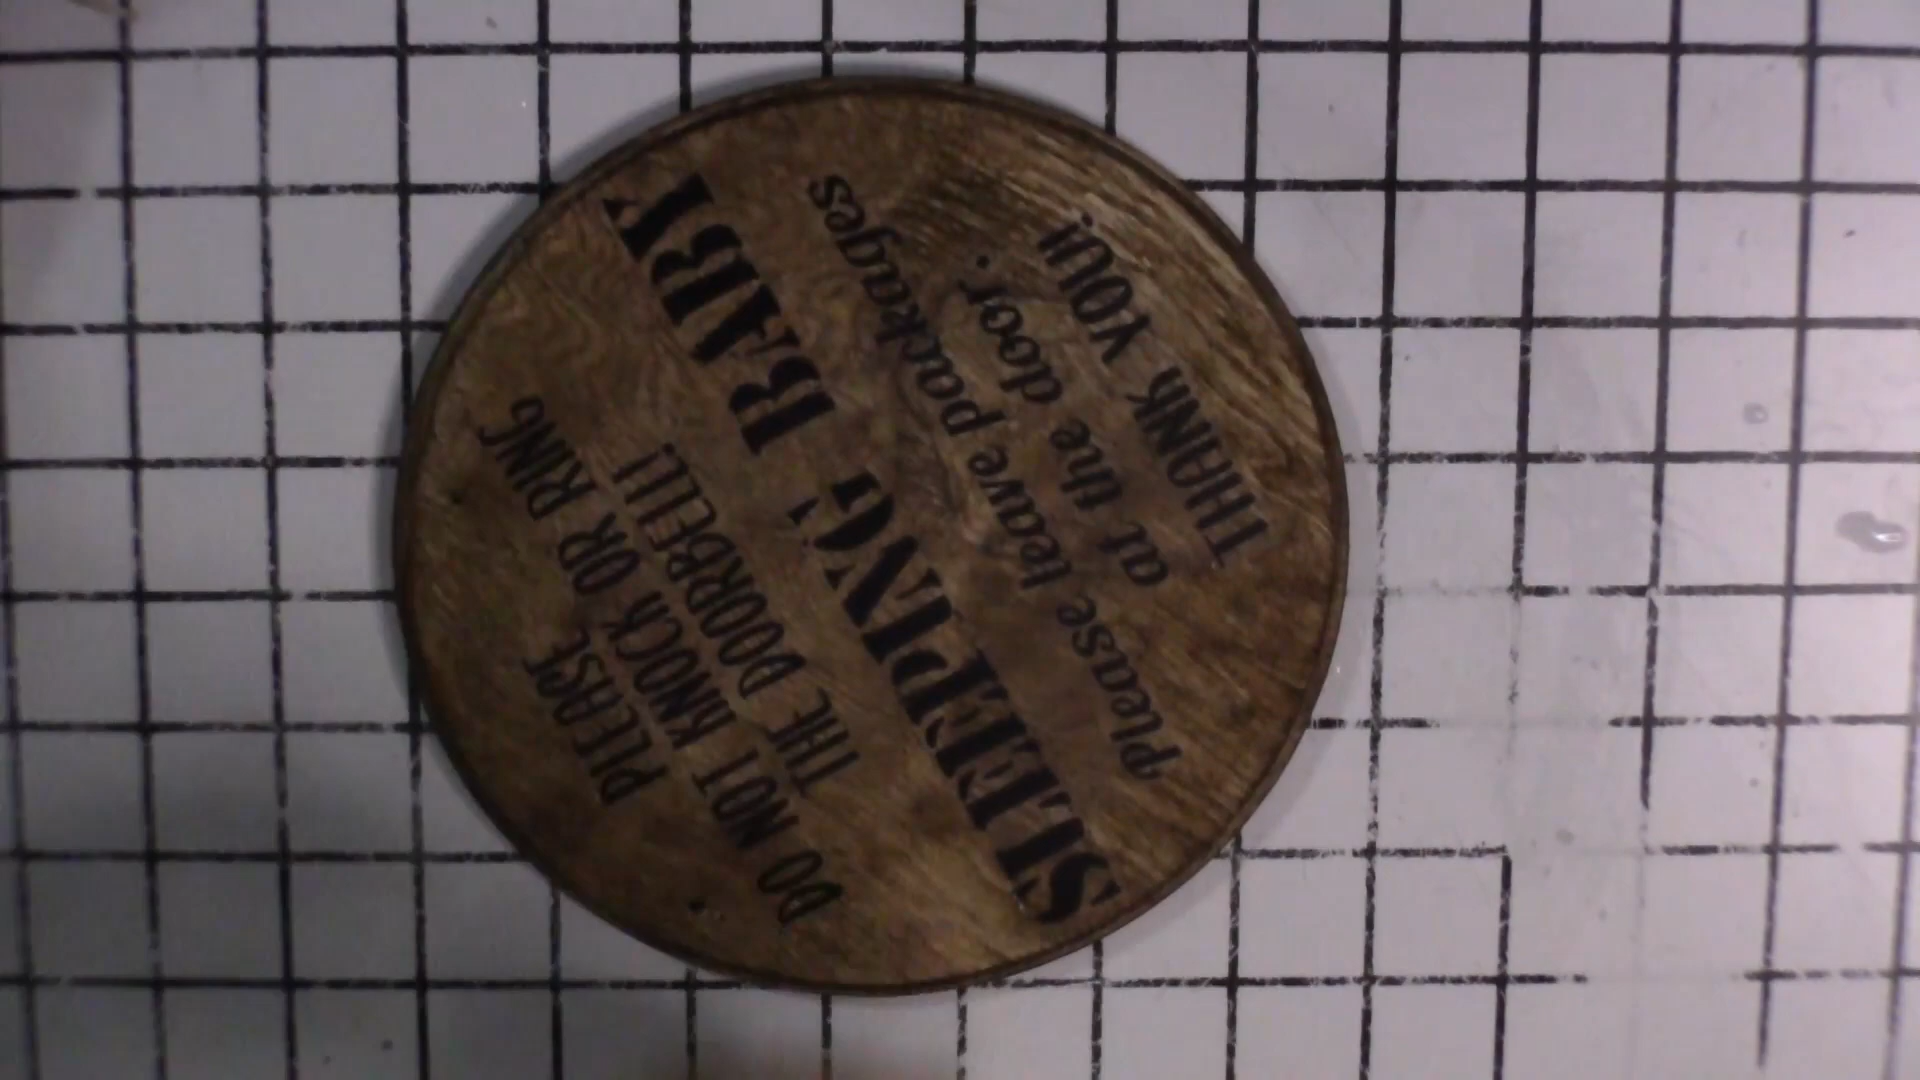 PLEASE
DO NOT KNOCK OR RING
THE DOORBELL!
SLEEPING BABY
Please leave packages
at the door.
THANK YOU!!